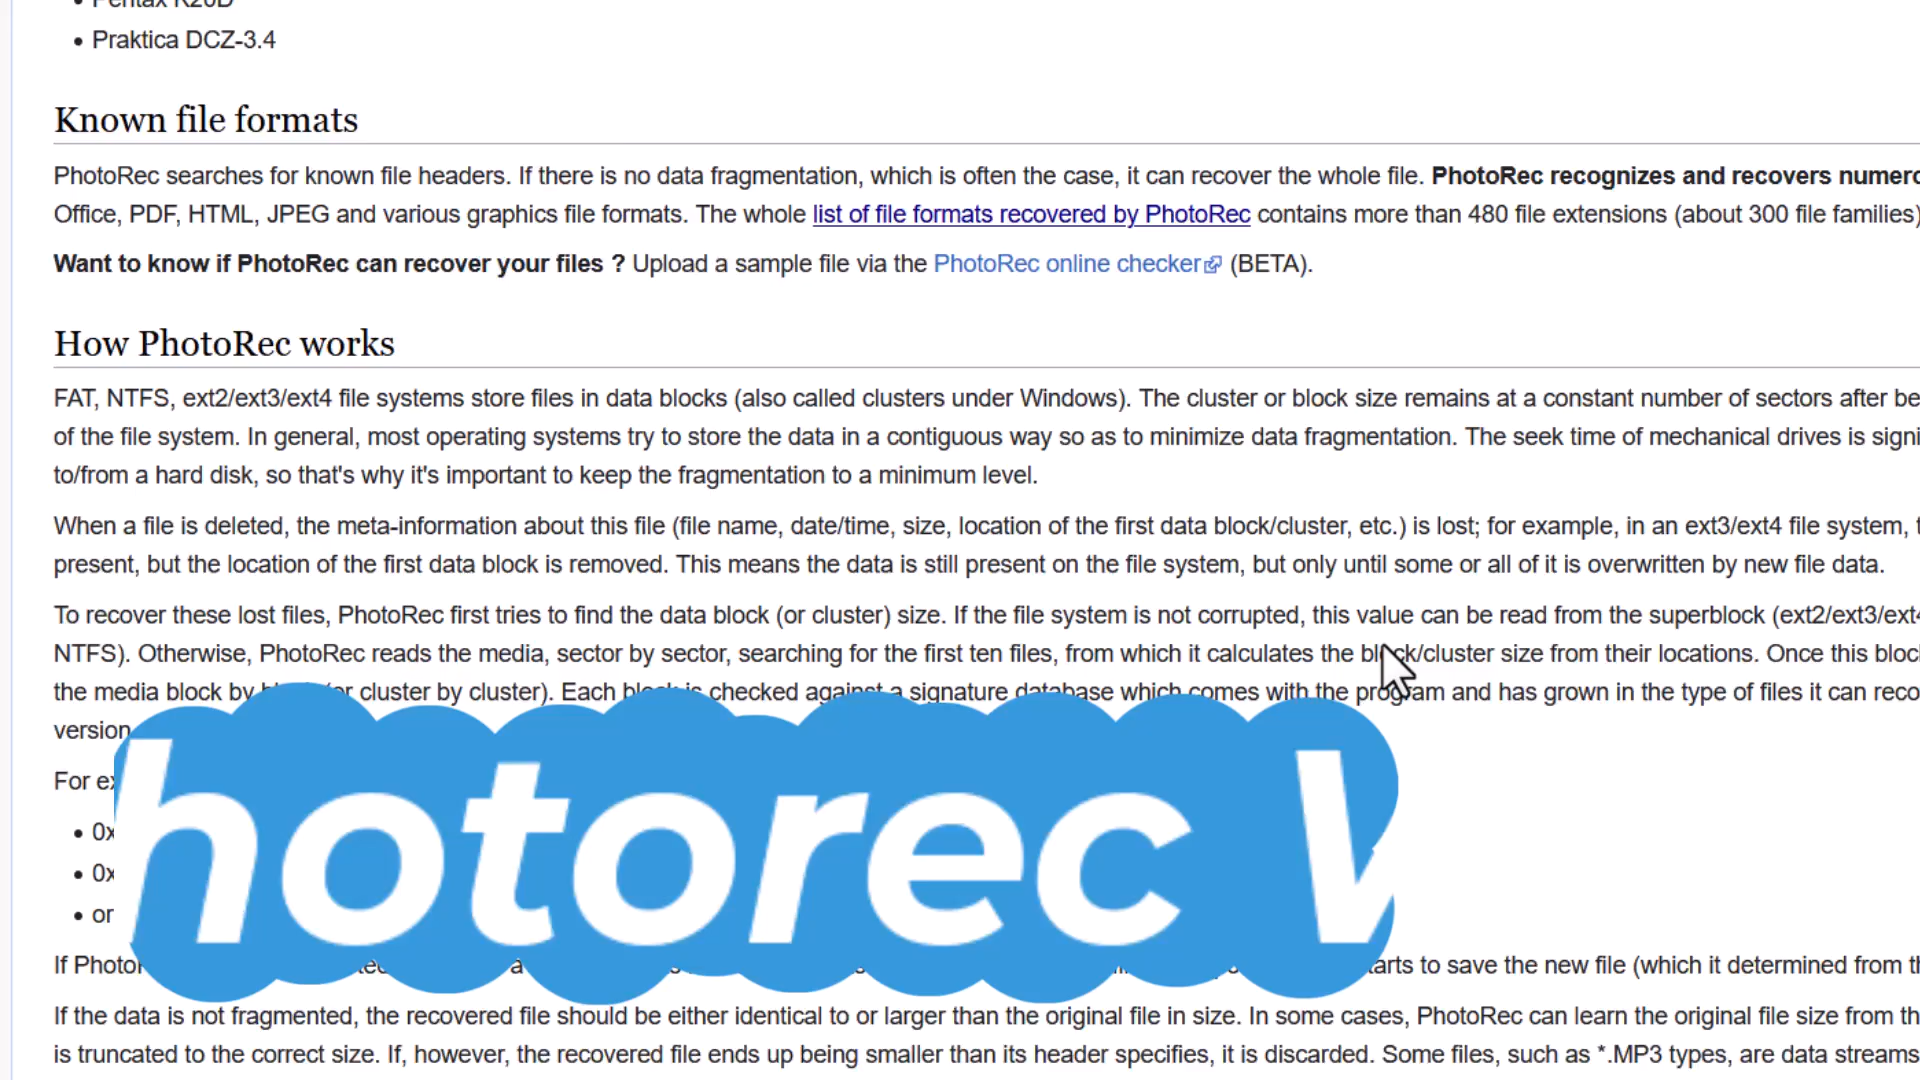 Pentax K20D
Praktica DCZ-3.4
Known file formats
PhotoRec searches for known file headers. If there is no data fragmentation, which is often the case, it can recover the whole file. PhotoRec recognizes and recovers
Office, PDF, HTML, JPEG and various graphics file formats. The whole list of file formats recovered by PhotoRec contains more than 480 file extensions (about 300 file families)
Want to know if PhotoRec can recover your files ? Upload a sample file via the PhotoRec online checker (BETA).
How PhotoRec works
FAT, NTFS, ext2/ext3/ext4 file systems store files in data blocks (also called clusters under Windows). The cluster or block size remains at a constant number of sectors after
of the file system. In general, most operating systems try to store the data in a contiguous way so as to minimize data fragmentation. The seek time of mechanical drives is
to/from a hard disk, so that's why it's important to keep the fragmentation to a minimum level.
When a file is deleted, the meta-information about this file (file name, date/time, size, location of the first data block/cluster, etc.) is lost; for example, in an ext3/ext4 file system,
present, but the location of the first data block is removed. This means the data is still present on the file system, but only until some or all of it is overwritten by new file data.
To recover these lost files, PhotoRec first tries to find the data block (or cluster) size. If the file system is not corrupted, this value can be read from the superblock
NTFS). Otherwise, PhotoRec reads the media, sector by sector, searching for the first ten files, from which it calculates the block/cluster size from their locations. Once this
the media block by cluster by cluster). Each block is checked against a signature database which comes with the program and has grown in the type of files it can
version
For
hotorec W
If to save the new file (which it determined from
If the data is not fragmented, the recovered file should be either identical to or larger than the original file in size. In some cases, PhotoRec can learn the original file size from
is truncated to the correct size. If, however, the recovered file ends up being smaller than its header specifies, it is discarded. Some files, such as *.MP3 types, are data streams